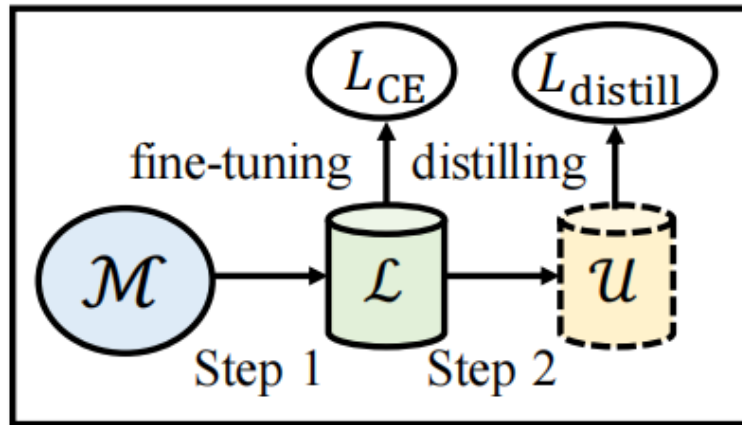 L_CE L_distill
fine-tuning distilling
ℳ ℒ 𝒰
Step 1 Step 2